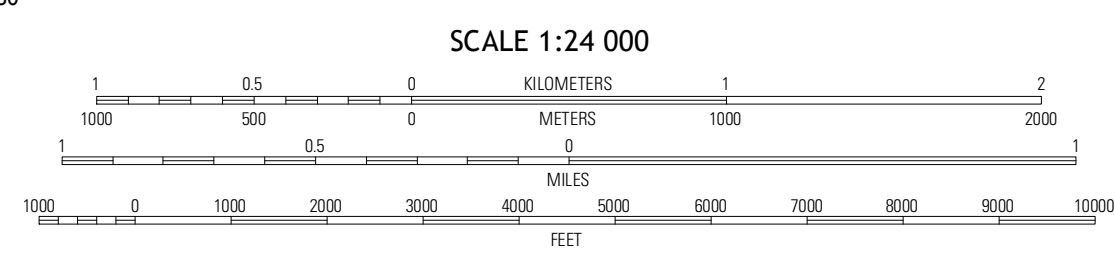 SCALE 1:24 000
1 0.5 0 KILOMETERS 1 2
1000 500 0 METERS 1000 2000
1 0.5 0 1
MILES
1000 0 1000 2000 3000 4000 5000 6000 7000 8000 9000 10000
FEET